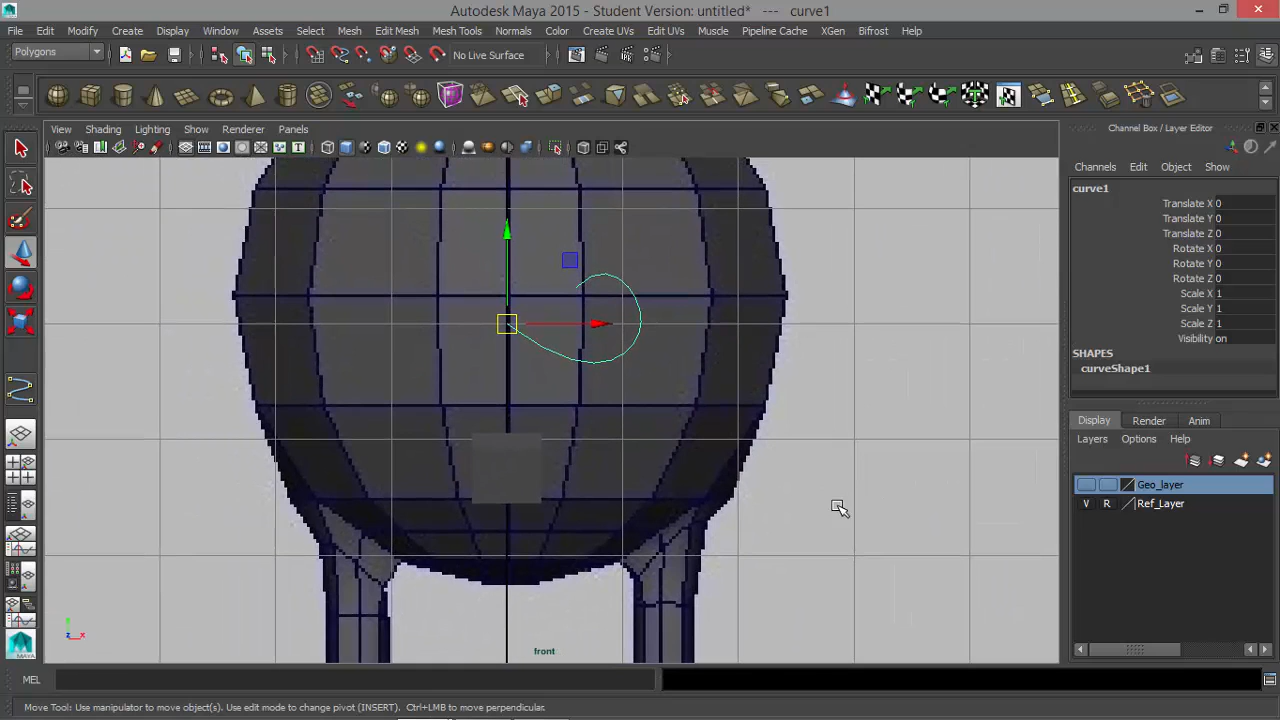 Autodesk Maya 2015 - Student Version: untitled* --- curve1
File Edit Modify Create Display Window Assets Select Mesh Edit Mesh Mesh Tools Normals Color Create UVs Edit UVs Muscle Pipeline Cache XGen Bifrost Help
Polygons
No Live Surface
View Shading Lighting Show Renderer Panels
Channel Box / Layer Editor
Channels Edit Object Show
curve1
Translate X 0
Translate Y 0
Translate Z 0
Rotate X 0
Rotate Y 0
Rotate Z 0
Scale X 1
Scale Y 1
Scale Z 1
Visibility on
SHAPES
curveShape1
Display Render Anim
Layers Options Help
Geo_layer
V R Ref_Layer
y
z x
front
MAYA
MEL
Move Tool: Use manipulator to move object(s). Use edit mode to change pivot (INSERT). Ctrl+LMB to move perpendicular.